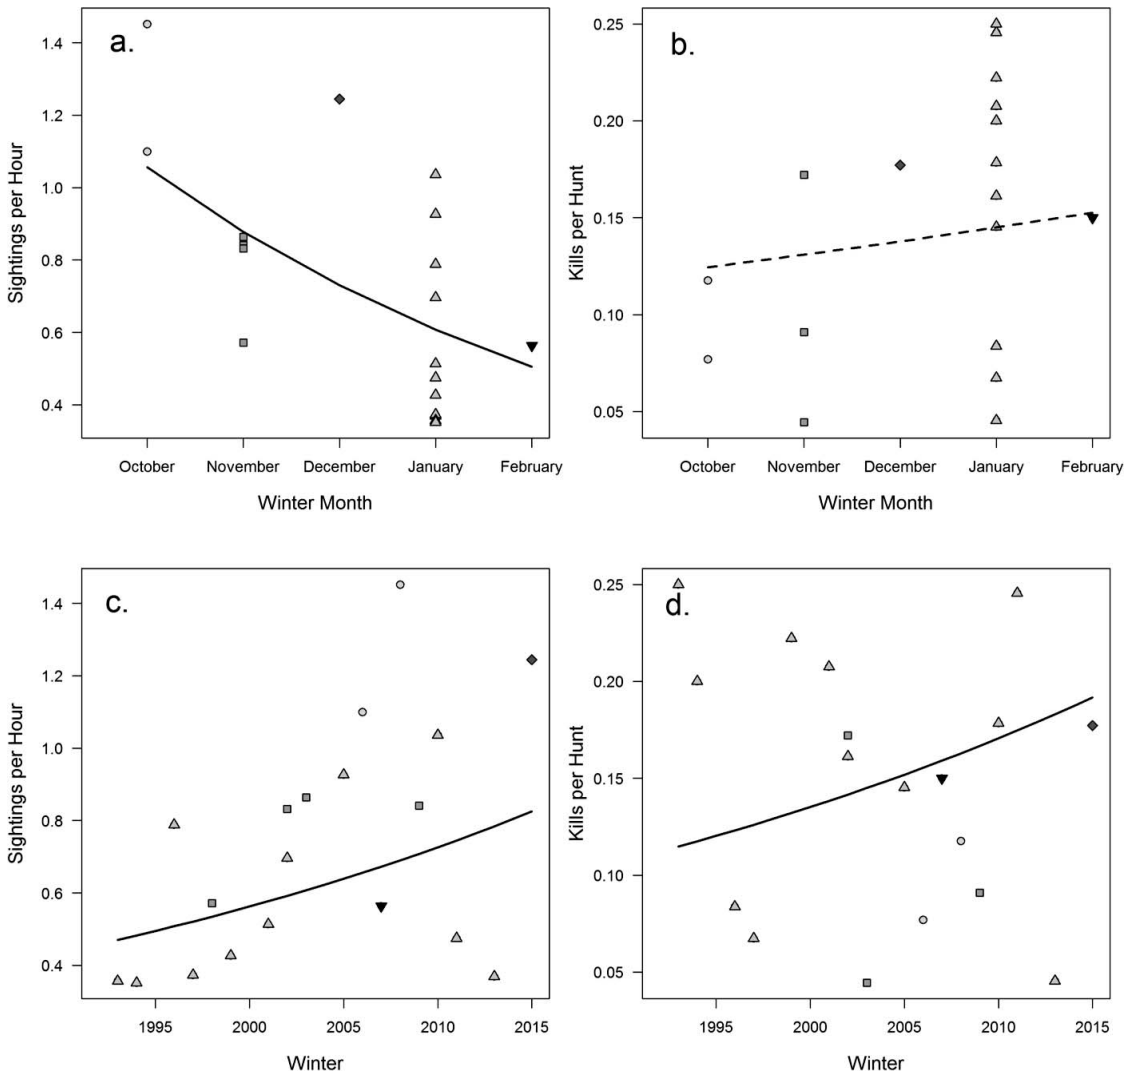 a.
Sightings per Hour
1.4
1.2
1.0
0.8
0.6
0.4
October November December January February
Winter Month
b.
Kills per Hunt
0.25
0.20
0.15
0.10
0.05
October November December January February
Winter Month
c.
Sightings per Hour
1.4
1.2
1.0
0.8
0.6
0.4
1995 2000 2005 2010 2015
Winter
d.
Kills per Hunt
0.25
0.20
0.15
0.10
0.05
1995 2000 2005 2010 2015
Winter